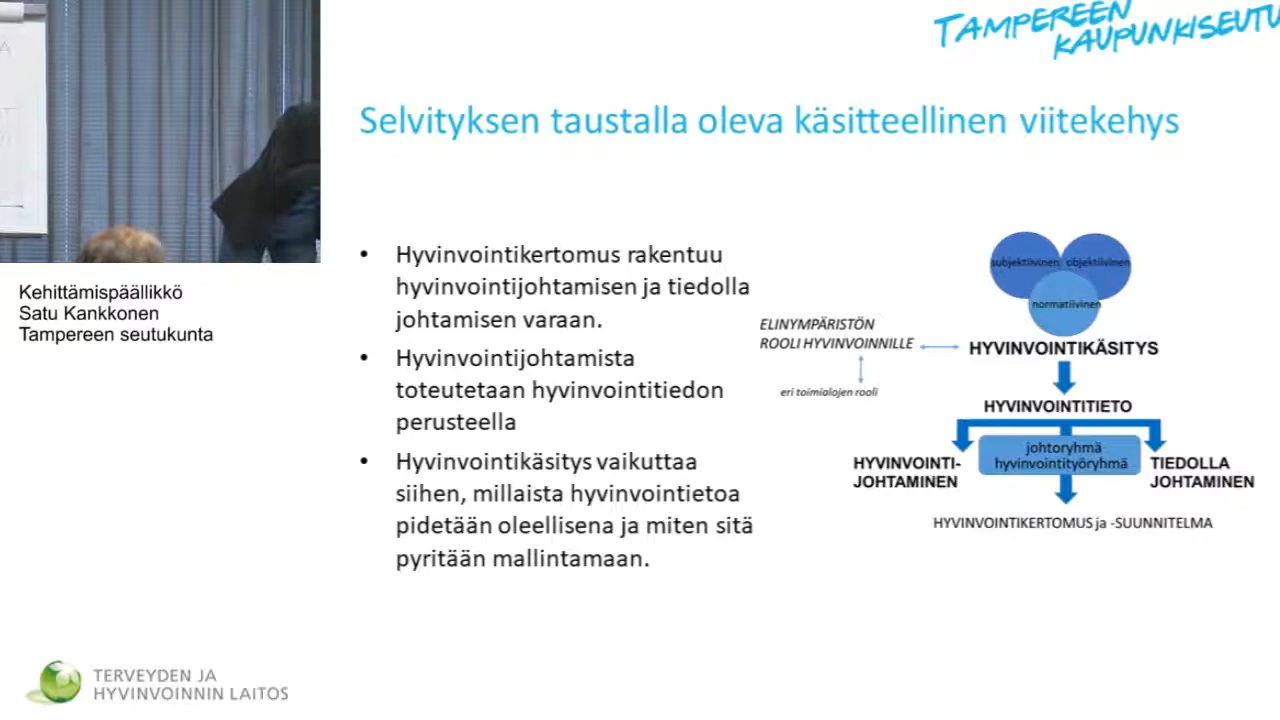 TAMPEREEN
KAUPUNKISEUTU
Selvityksen taustalla oleva käsitteellinen viitekehys
• Hyvinvointikertomus rakentuu
hyvinvointijohtamisen ja tiedolla
johtamisen varaan.
• Hyvinvointijohtamista
toteutetaan hyvinvointitiedon
perusteella
• Hyvinvointikäsitys vaikuttaa
siihen, millaista hyvinvointietoa
pidetään oleellisena ja miten sitä
pyritään mallintamaan.
subjektiivinen objektiivinen
normatiivinen
ELINYMPÄRISTÖN
ROOLI HYVINVOINNILLE
eri toimialojen rooli
HYVINVOINTIKÄSITYS
HYVINVOINTITIETO
johtoryhmä
hyvinvointityöryhmä
HYVINVOINTI-
JOHTAMINEN
TIEDOLLA
JOHTAMINEN
HYVINVOINTIKERTOMUS ja -SUUNNITELMA
Kehittämispäällikkö
Satu Kankkonen
Tampereen seutukunta
TERVEYDEN JA
HYVINVOINNIN LAITOS